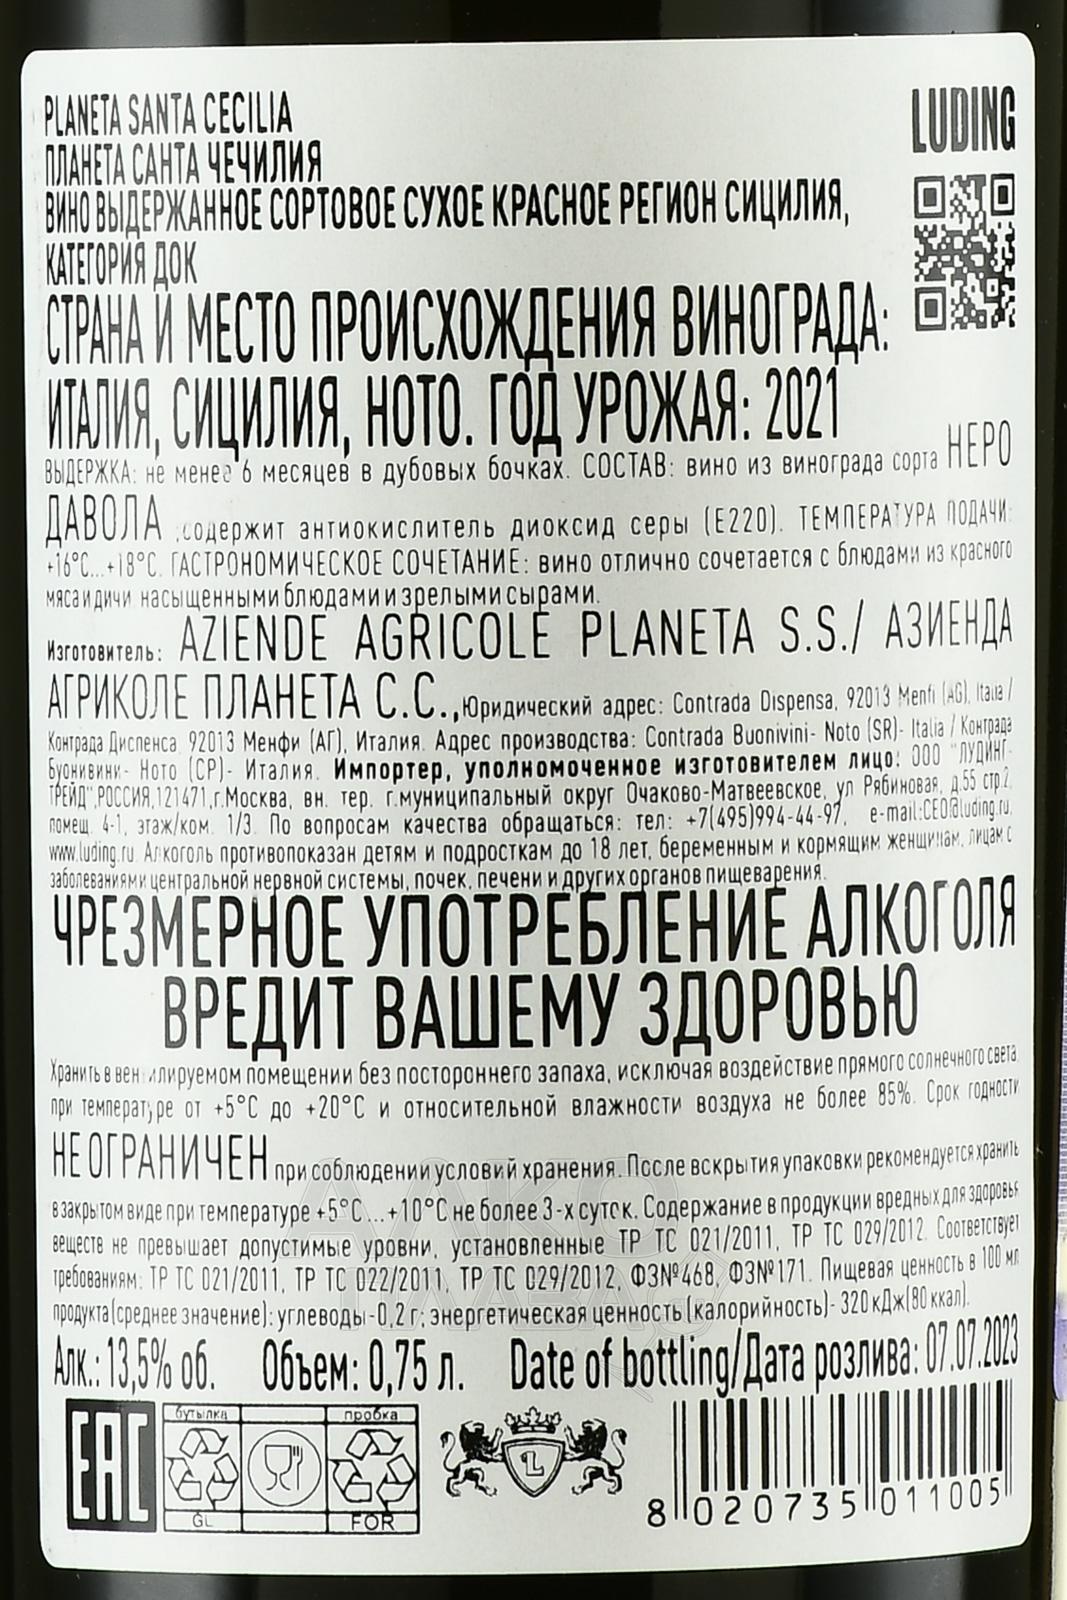 PLANETA SANTA CECILIA
LUDING
ПЛАНЕТА САНТА ЧЕЧИЛИЯ
ВИНО ВЫДЕРЖАННОЕ СОРТОВОЕ СУХОЕ КРАСНОЕ РЕГИОН СИЦИЛИЯ,
КАТЕГОРИЯ ДОК
СТРАНА И МЕСТО ПРОИСХОЖДЕНИЯ ВИНОГРАДА:
ИТАЛИЯ, СИЦИЛИЯ, НОТО. ГОД УРОЖАЯ: 2021
ВЫДЕРЖКА: не менее 6 месяцев в дубовых бочках. СОСТАВ: вино из винограда сорта НЕРО
ДАВОЛА ;содержит антиокислитель диоксид серы (Е220). ТЕМПЕРАТУРА ПОДАЧИ:
+16°C...+18°C. ГАСТРОНОМИЧЕСКОЕ СОЧЕТАНИЕ: вино отлично сочетается с блюдами из красного
мяса и дичи насыщенными блюдами и зрелыми сырами.
Изготовитель: AZIENDE AGRICOLE PLANETA S.S./ АЗИЕНДА
АГРИКОЛЕ ПЛАНЕТА С.С., Юридический адрес: Contrada Dispensa, 92013 Menfi (AG), Italia /
Контрада Диспенса, 92013 Менфи (АГ), Италия. Адрес производства: Contrada Buonivini- Noto (SR)- Italia / Контрада
Буонивини- Ното (СР)- Италия. Импортер, уполномоченное изготовителем лицо: ООО "ЛУДИНГ-
ТРЕЙД",РОССИЯ,121471,г.Москва, вн. тер. г.муниципальный округ Очаково-Матвеевское, ул Рябиновая, д.55 стр.2,
помещ. 4-1, этаж/ком. 1/3. По вопросам качества обращаться: тел: +7(495)994-44-97, e-mail:CEO@luding.ru,
www.luding.ru Алкоголь противопоказан детям и подросткам до 18 лет, беременным и кормящим женщинам, лицам с
заболеваниями центральной нервной системы, почек, печени и других органов пищеварения.
ЧРЕЗМЕРНОЕ УПОТРЕБЛЕНИЕ АЛКОГОЛЯ
ВРЕДИТ ВАШЕМУ ЗДОРОВЬЮ
Хранить в вентилируемом помещении без постороннего запаха, исключая воздействие прямого солнечного света,
при температуре от +5°C до +20°C и относительной влажности воздуха не более 85%. Срок годности
НЕ ОГРАНИЧЕН при соблюдении условий хранения. После вскрытия упаковки рекомендуется хранить
в закрытом виде при температуре +5°C...+10°C не более 3-х суток. Содержание в продукции вредных для здоровья
веществ не превышает допустимые уровни, установленные ТР ТС 021/2011, ТР ТС 029/2012. Соответствует
требованиям: ТР ТС 021/2011, ТР ТС 022/2011, ТР ТС 029/2012, ФЗ№468, ФЗ№171. Пищевая ценность в 100 мл
продукта (среднее значение): углеводы -0,2 г; энергетическая ценность (калорийность)- 320 кДж(80 ккал).
Алк.: 13,5% об. Объем: 0,75 л. Date of bottling/Дата розлива: 07.07.2023
EAC
бутылка пробка
L
GL FOR
8 020735 011005